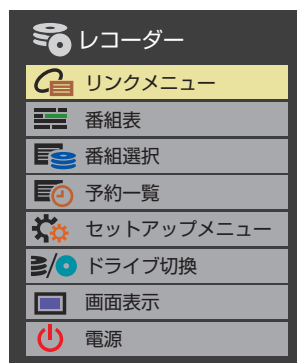 レコーダー
リンクメニュー
番組表
番組選択
予約一覧
セットアップメニュー
ドライブ切換
画面表示
電源